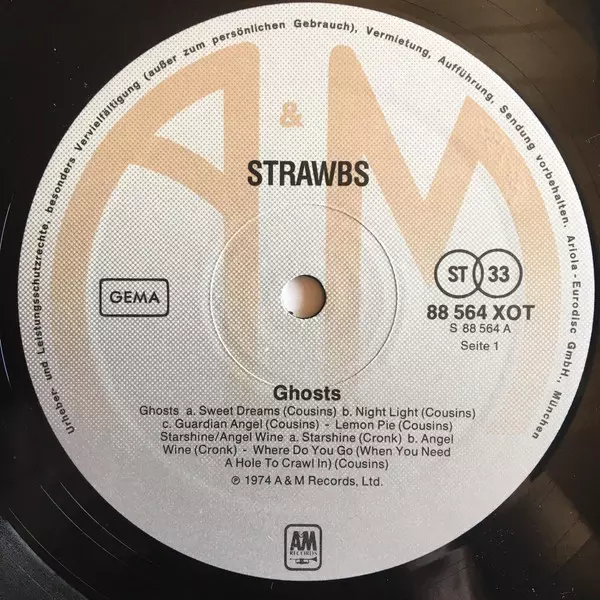 Urheber- und Leistungsschutzrechte, besonders Vervielfältigung (außer zum persönlichen Gebrauch), Vermietung, Aufführung, Sendung vorbehalten. Ariola-Eurodisc GmbH., München
A & M
STRAWBS
GEMA
ST 33
88 564 XOT
S 88 564 A
Seite 1
Ghosts
Ghosts a. Sweet Dreams (Cousins) b. Night Light (Cousins)
c. Guardian Angel (Cousins) - Lemon Pie (Cousins)
Starshine/Angel Wine a. Starshine (Cronk) b. Angel
Wine (Cronk) - Where Do You Go (When You Need
A Hole To Crawl In) (Cousins)
℗ 1974 A & M Records, Ltd.
AM
RECORDS